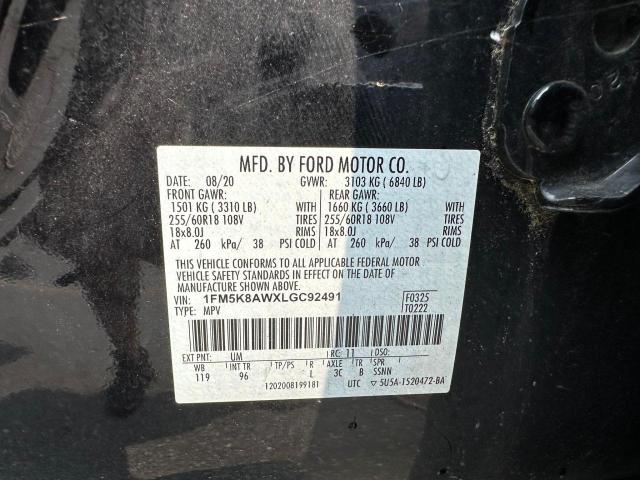 MFD. BY FORD MOTOR CO.
DATE: 08/20 GVWR: 3103 KG ( 6840 LB)
FRONT GAWR: REAR GAWR:
1501 KG ( 3310 LB) WITH 1660 KG ( 3660 LB) WITH
255/60R18 108V TIRES 255/60R18 108V TIRES
18x8.0J RIMS 18x8.0J RIMS
AT 260 kPa/ 38 PSI COLD AT 260 kPa/ 38 PSI COLD
THIS VEHICLE CONFORMS TO ALL APPLICABLE FEDERAL MOTOR
VEHICLE SAFETY STANDARDS IN EFFECT ON THE DATE OF
MANUFACTURE SHOWN ABOVE.
VIN: 1FM5K8AWXLGC92491 F0325
TYPE: MPV T0222
EXT PNT: UM RC: 11 DSO:
WB INT TR TP/PS R AXLE TR SPR
119 96 L 3C B SSNN
1202008199181 UTC ▽ 5U5A-1520472-BA